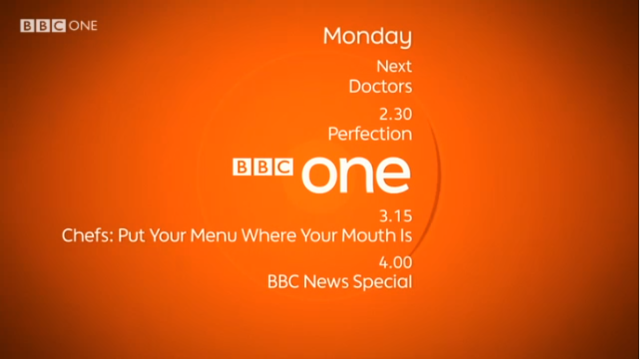 BBC ONE
Monday
Next
Doctors
2.30
Perfection
BBC one
3.15
Chefs: Put Your Menu Where Your Mouth Is
4.00
BBC News Special